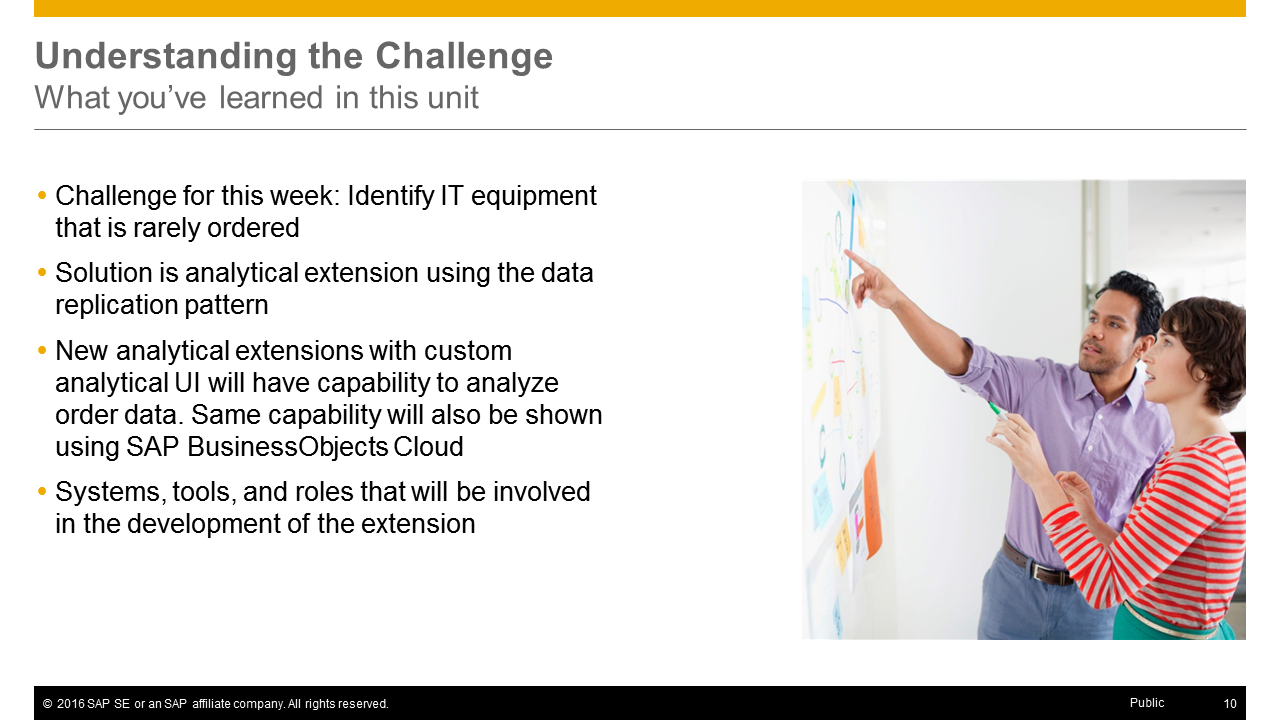 Understanding the Challenge
What you’ve learned in this unit
• Challenge for this week: Identify IT equipment
that is rarely ordered
• Solution is analytical extension using the data
replication pattern
• New analytical extensions with custom
analytical UI will have capability to analyze
order data. Same capability will also be shown
using SAP BusinessObjects Cloud
• Systems, tools, and roles that will be involved
in the development of the extension
© 2016 SAP SE or an SAP affiliate company. All rights reserved.
Public
10